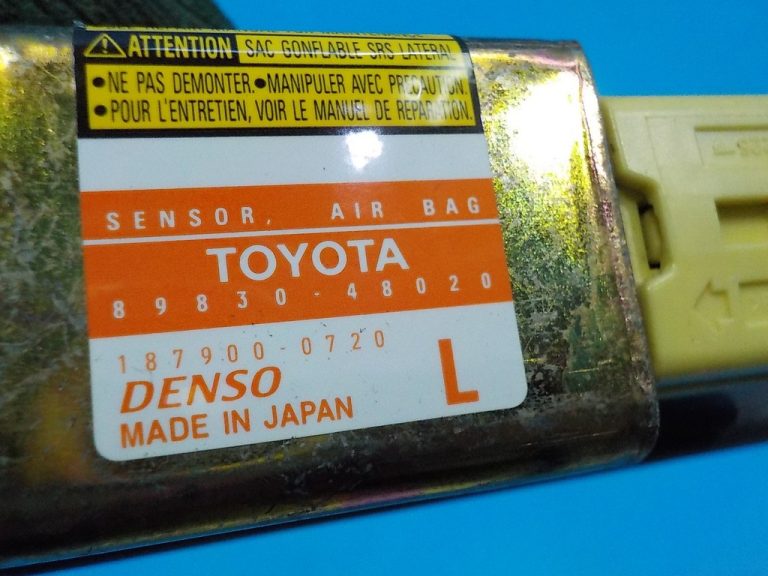 ATTENTION SAC GONFLABLE SRS LATERAL
•NE PAS DEMONTER.•MANIPULER AVEC PRECAUTION.
•POUR L'ENTRETIEN, VOIR LE MANUEL DE REPARATION.
SENSOR, AIR BAG
TOYOTA
89830-48020
187900-0720
DENSO
L
MADE IN JAPAN